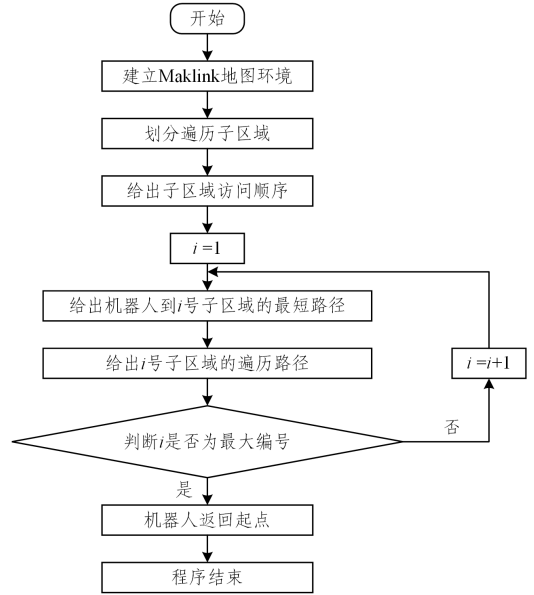 开始
建立Maklink地图环境
划分遍历子区域
给出子区域访问顺序
i =1
给出机器人到i号子区域的最短路径
给出i号子区域的遍历路径
i =i+1
判断i是否为最大编号
否
是
机器人返回起点
程序结束